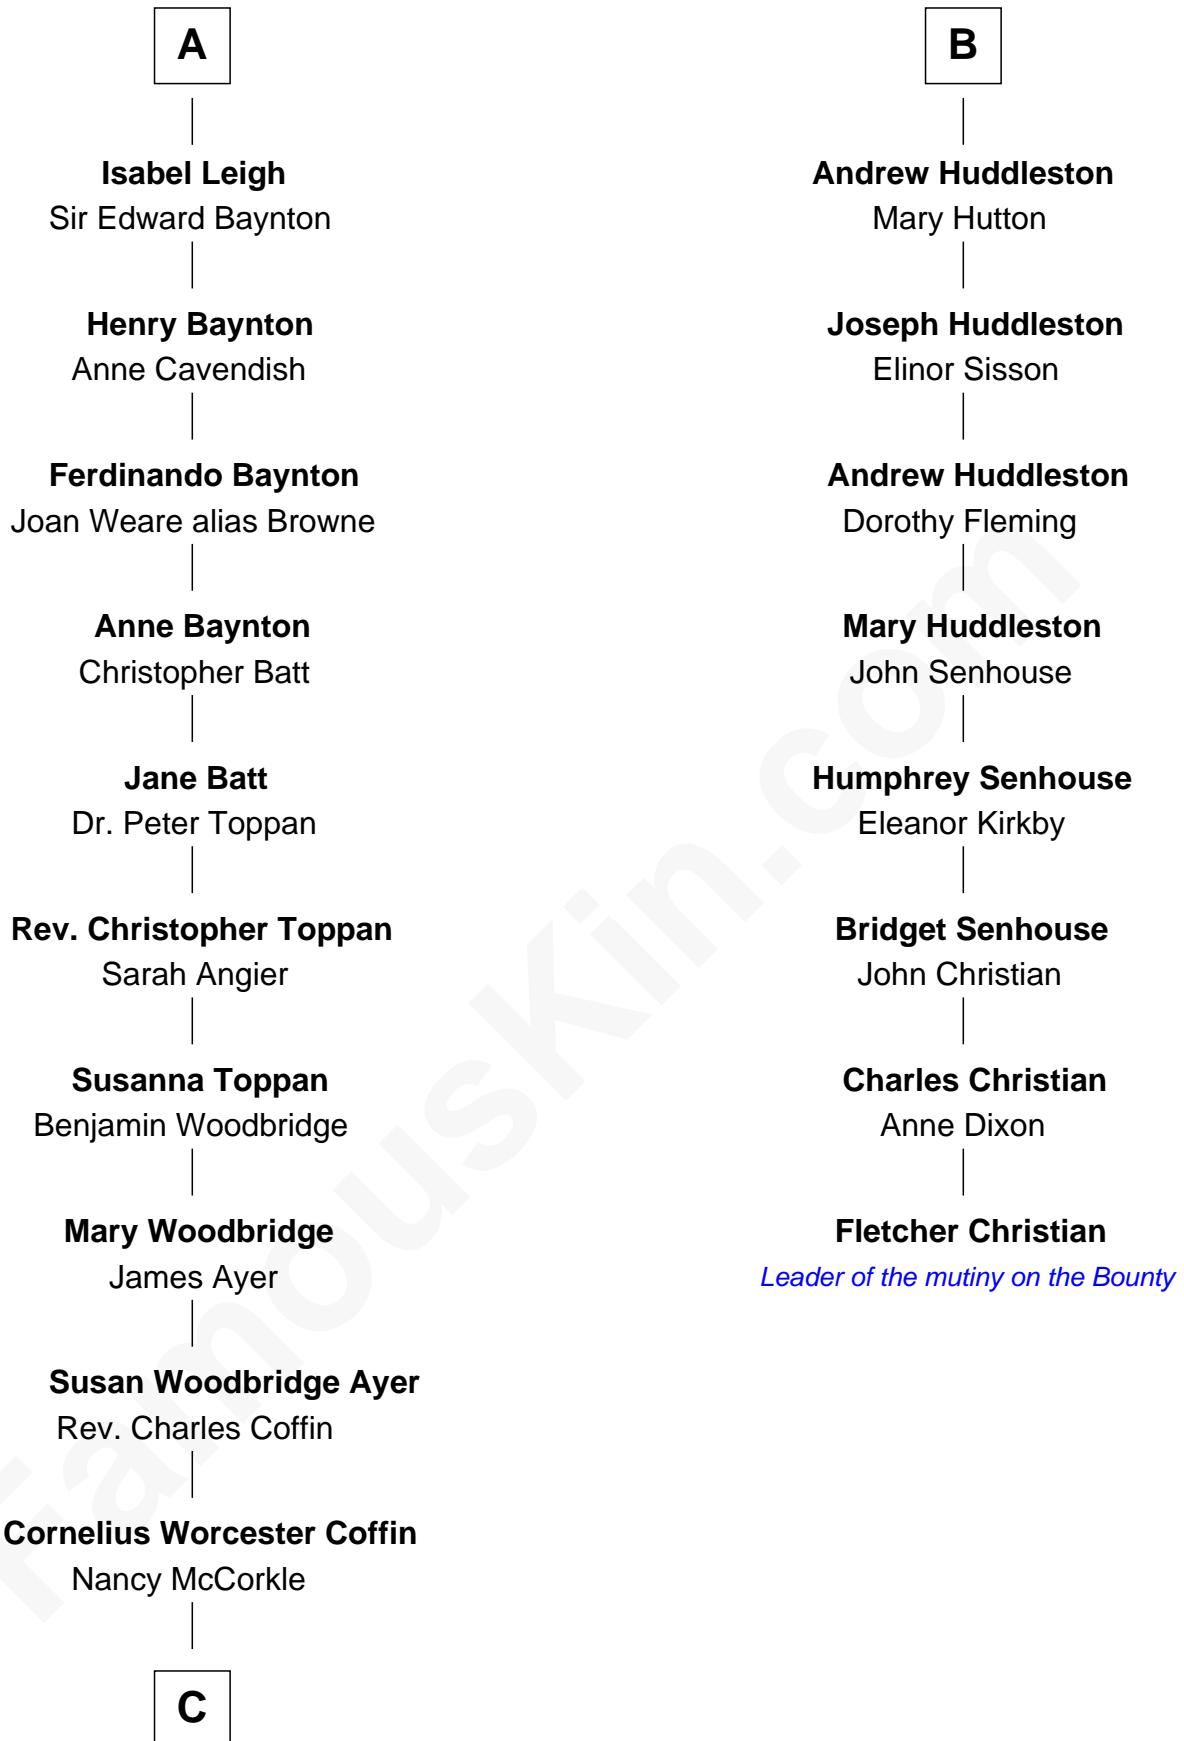 A
Isabel Leigh
Sir Edward Baynton
Henry Baynton
Anne Cavendish
Ferdinando Baynton
Joan Weare alias Browne
Anne Baynton
Christopher Batt
Jane Batt
Dr. Peter Toppan
Rev. Christopher Toppan
Sarah Angier
Susanna Toppan
Benjamin Woodbridge
Mary Woodbridge
James Ayer
Susan Woodbridge Ayer
Rev. Charles Coffin
Cornelius Worcester Coffin
Nancy McCorkle
C
B
Andrew Huddleston
Mary Hutton
Joseph Huddleston
Elinor Sisson
Andrew Huddleston
Dorothy Fleming
Mary Huddleston
John Senhouse
Humphrey Senhouse
Eleanor Kirkby
Bridget Senhouse
John Christian
Charles Christian
Anne Dixon
Fletcher Christian
Leader of the mutiny on the Bounty
FamousKin.com